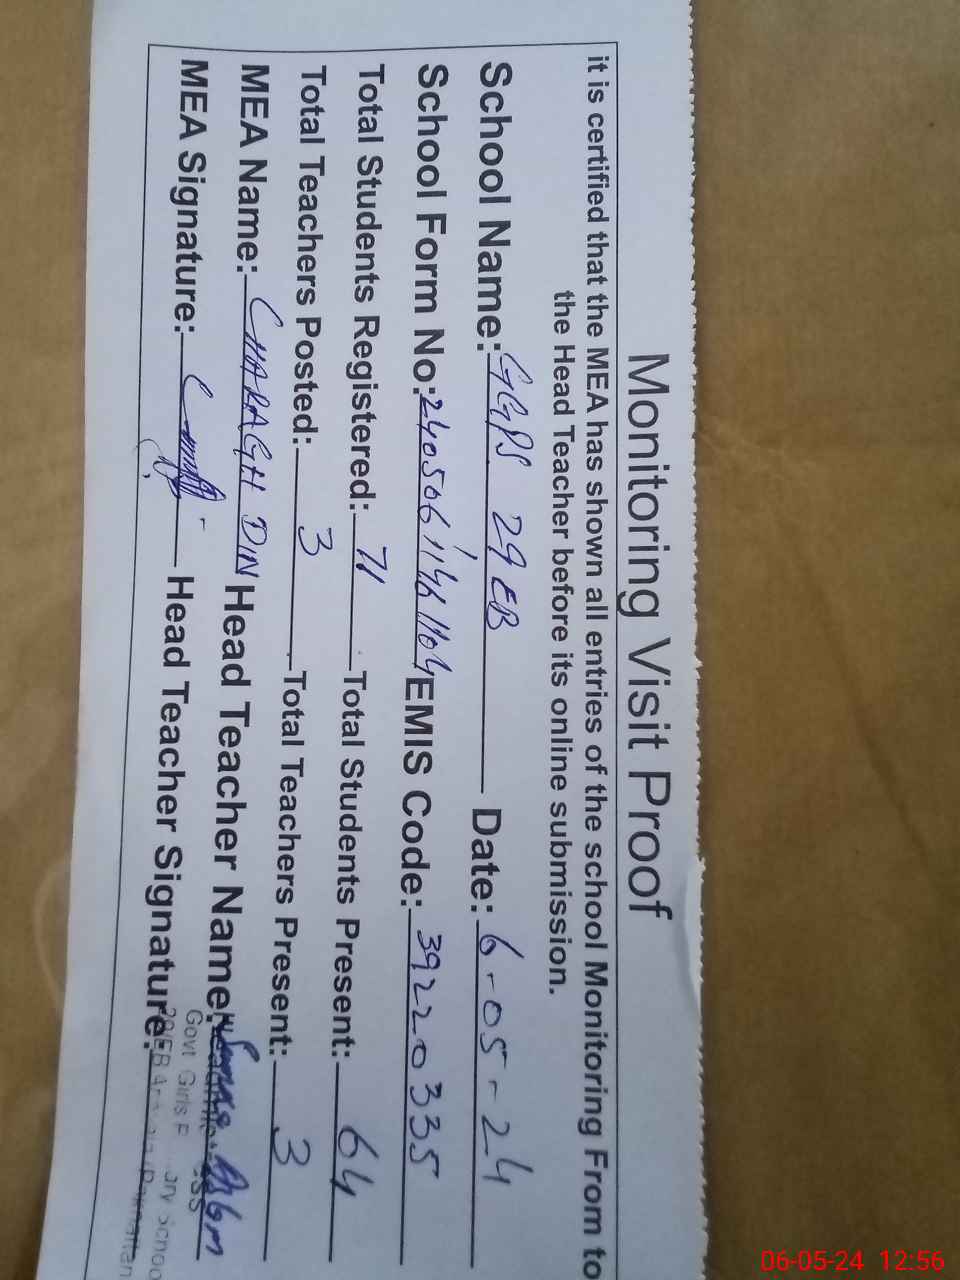 Monitoring Visit Proof
it is certified that the MEA has shown all entries of the school Monitoring From to
the Head Teacher before its online submission.
School Name: GGPS 29 EB Date: 6-05-24
School Form No: EMIS Code: 39220335
Total Students Registered: 71 Total Students Present: 64
Total Teachers Posted: 3 Total Teachers Present: 3
MEA Name: CHARAGH DIN Head Teacher Name:
MEA Signature: Head Teacher Signature:
Govt Girls
06-05-24 12:56